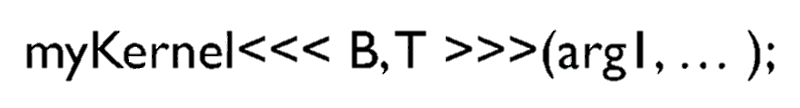 myKernel<<< B,T >>>(arg1, … );